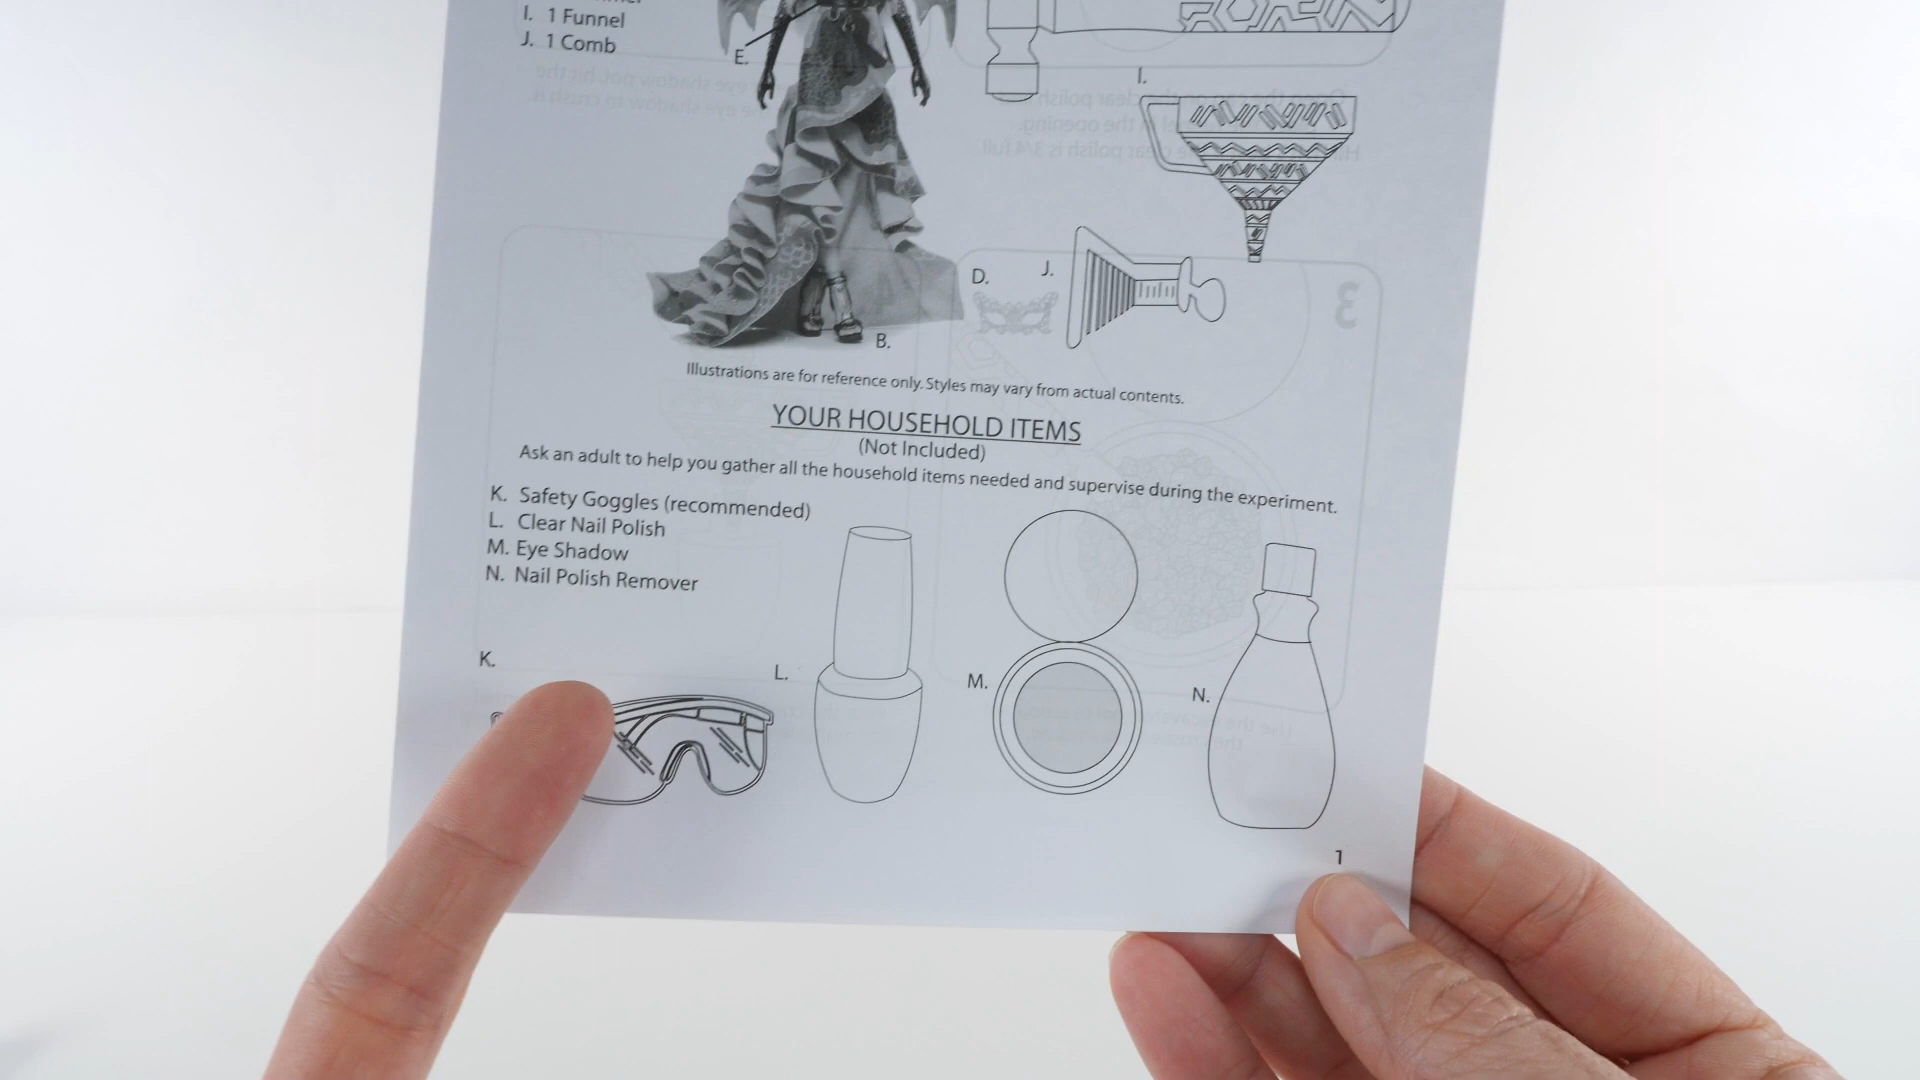 I. 1 Funnel
J. 1 Comb
E.
I.
D.
J.
B.
Illustrations are for reference only. Styles may vary from actual contents.
YOUR HOUSEHOLD ITEMS
(Not Included)
Ask an adult to help you gather all the household items needed and supervise during the experiment.
K. Safety Goggles (recommended)
L. Clear Nail Polish
M. Eye Shadow
N. Nail Polish Remover
K.
L.
M.
N.
1